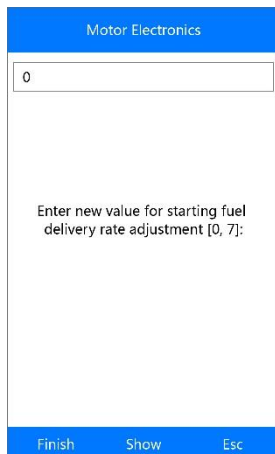 Motor Electronics
0
Enter new value for starting fuel
delivery rate adjustment [0, 7]:
Finish Show Esc